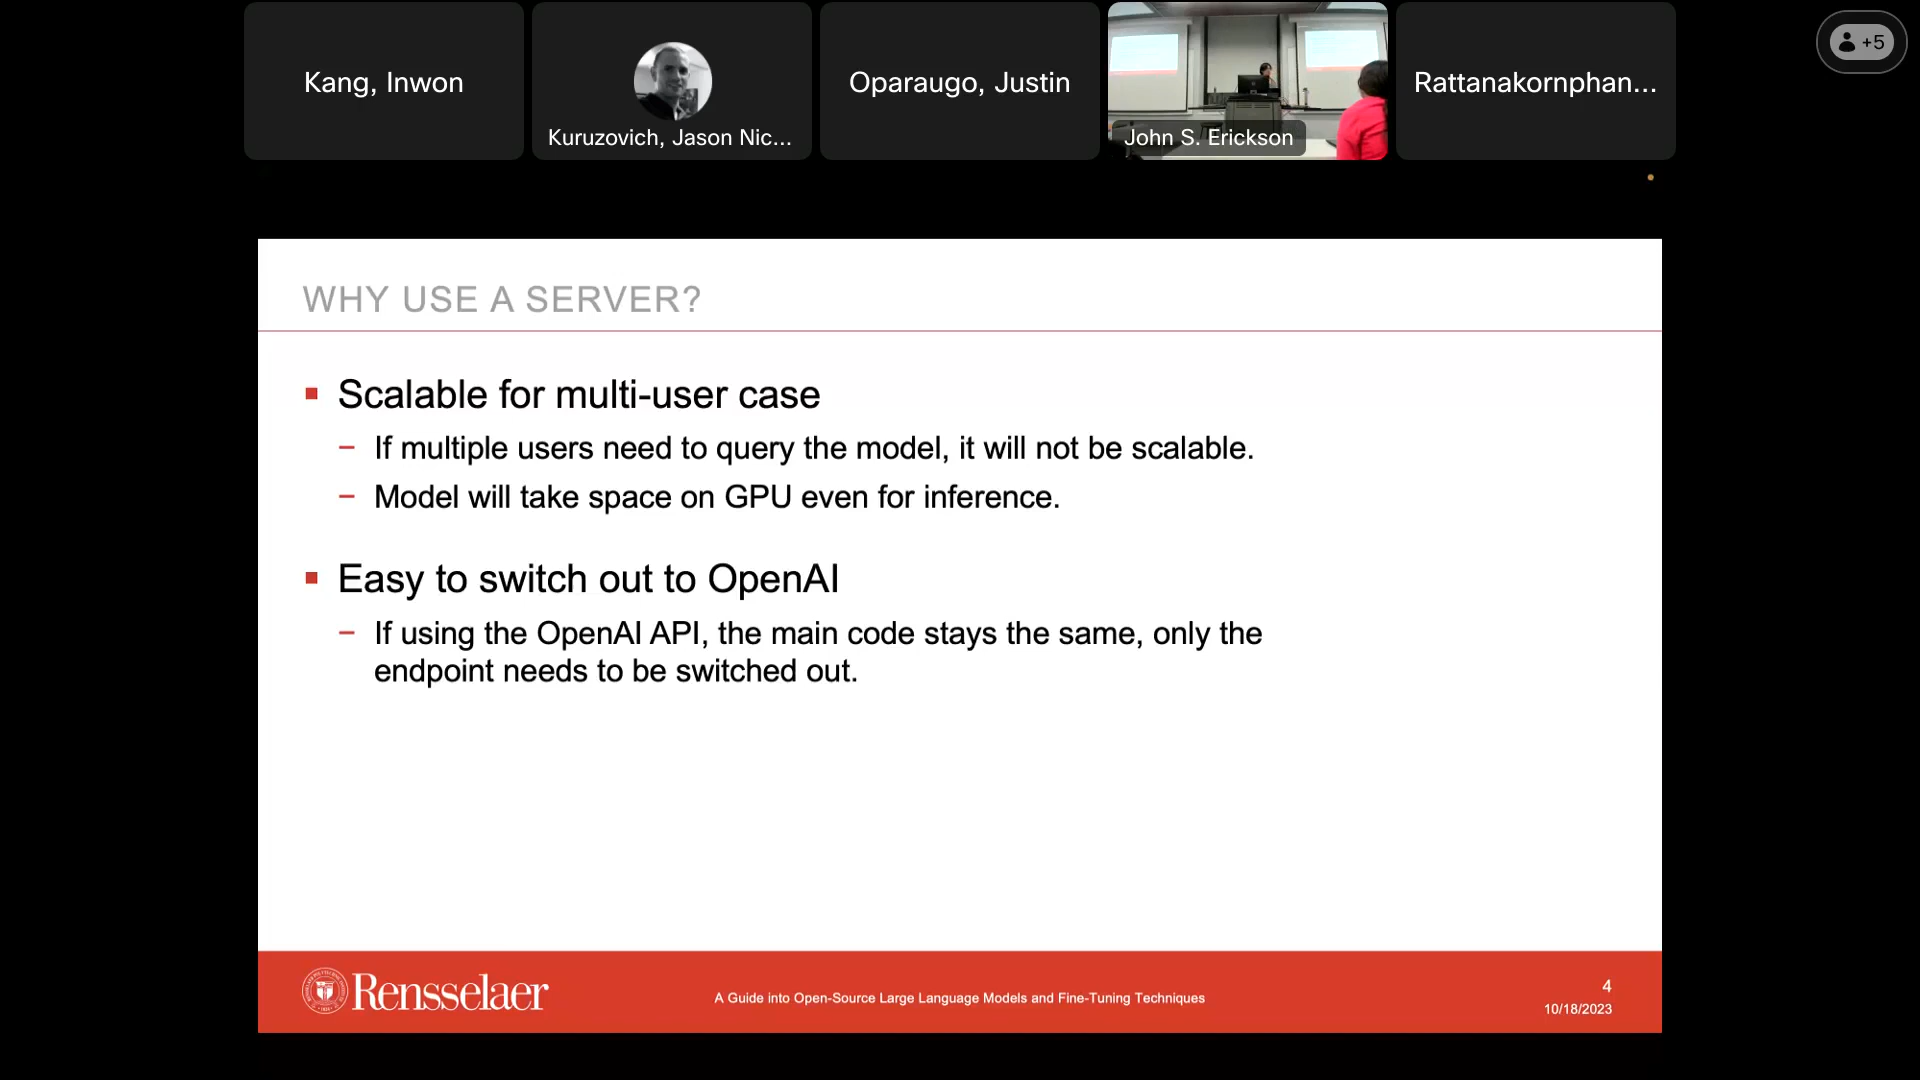 Kang, Inwon
Kuruzovich, Jason Nic...
Oparaugo, Justin
John S. Erickson
Rattanakornphan...
+5
WHY USE A SERVER?
Scalable for multi-user case
– If multiple users need to query the model, it will not be scalable.
– Model will take space on GPU even for inference.
Easy to switch out to OpenAI
– If using the OpenAI API, the main code stays the same, only the
endpoint needs to be switched out.
Rensselaer
A Guide into Open-Source Large Language Models and Fine-Tuning Techniques
4
10/18/2023